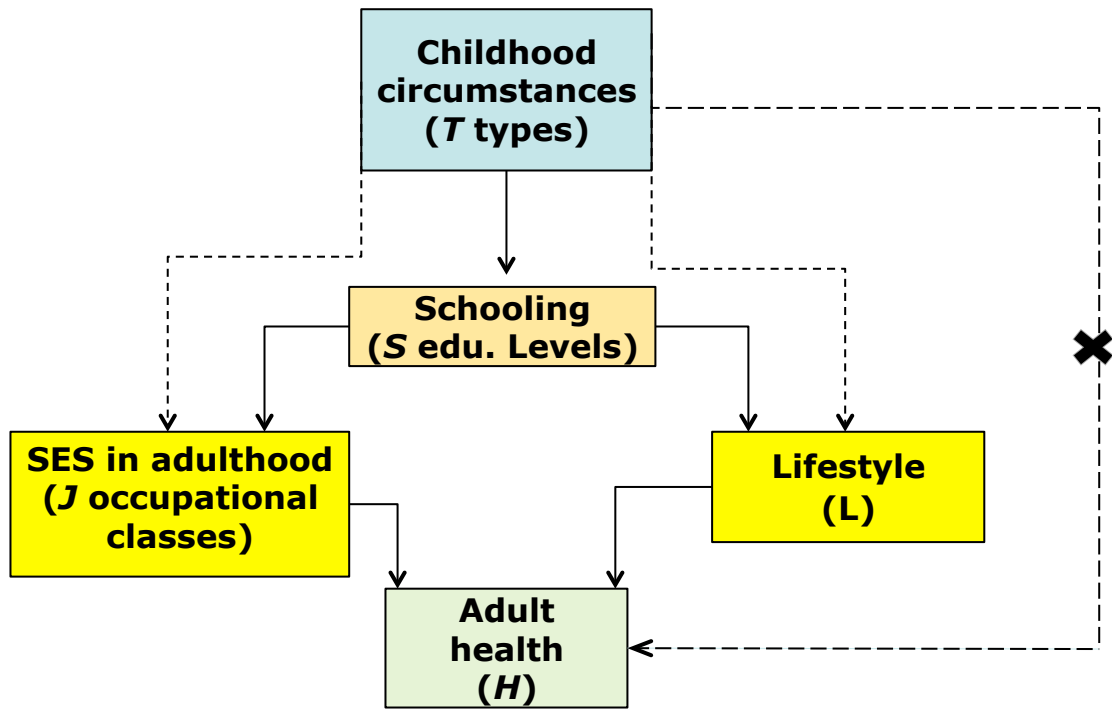 Childhood
circumstances
(T types)
Schooling
(S edu. Levels)
SES in adulthood
(J occupational
classes)
Lifestyle
(L)
Adult
health
(H)